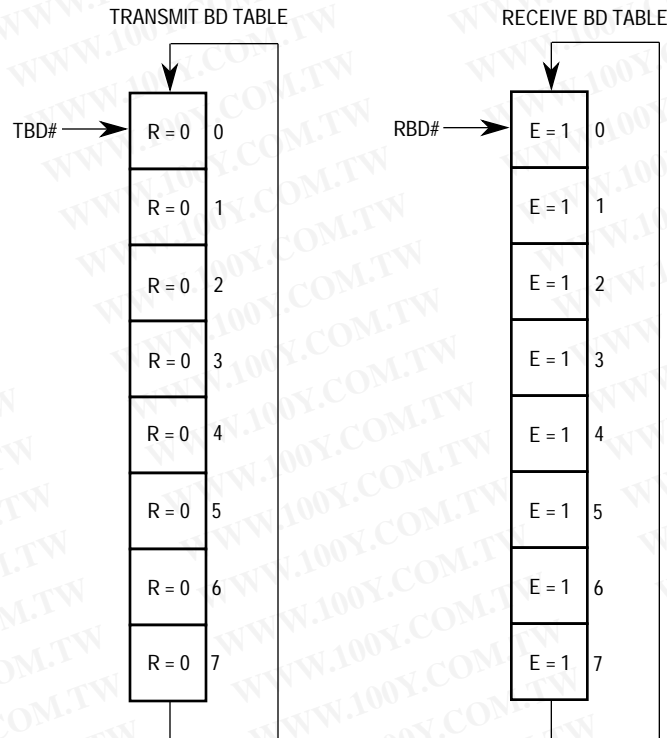 TRANSMIT BD TABLE
RECEIVE BD TABLE
TBD#
R = 0 0
R = 0 1
R = 0 2
R = 0 3
R = 0 4
R = 0 5
R = 0 6
R = 0 7
RBD#
E = 1 0
E = 1 1
E = 1 2
E = 1 3
E = 1 4
E = 1 5
E = 1 6
E = 1 7
WWW.100Y.COM.TW